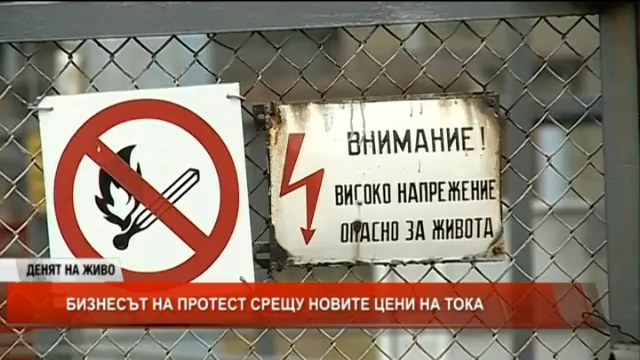 ВНИМАНИЕ!
ВИСОКО НАПРЕЖЕНИЕ
ОПАСНО ЗА ЖИВОТА
ДЕНЯТ НА ЖИВО
БИЗНЕСЪТ НА ПРОТЕСТ СРЕЩУ НОВИТЕ ЦЕНИ НА ТОКА